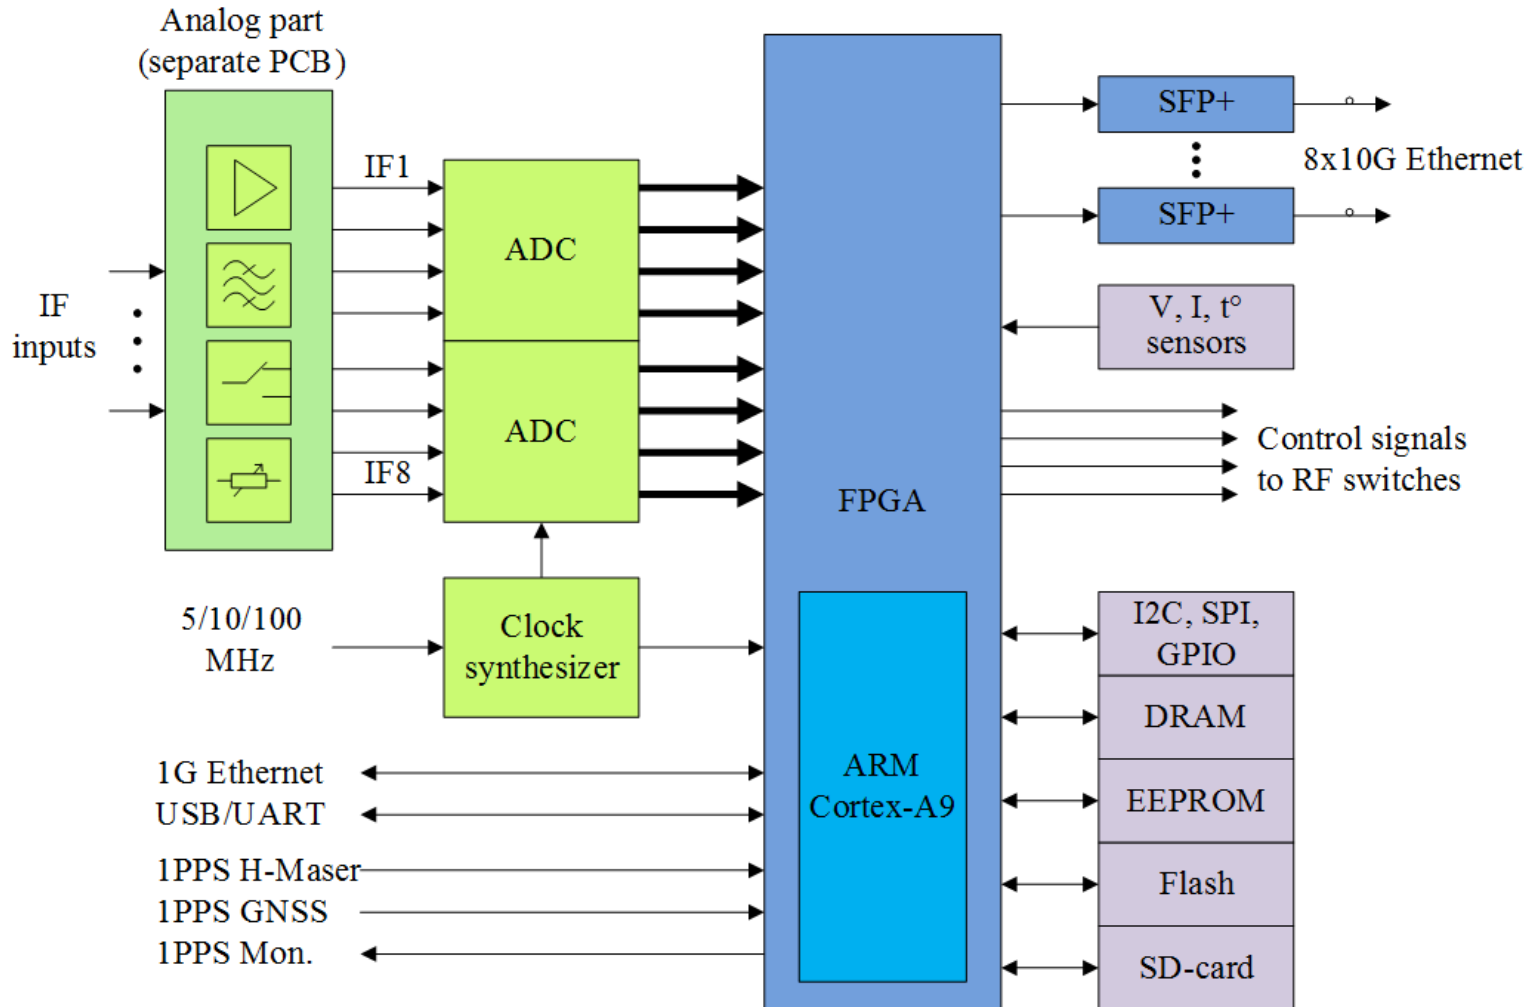 Analog part
(separate PCB)
IF
inputs
IF1
IF8
ADC
ADC
5/10/100
MHz
Clock
synthesizer
1G Ethernet
USB/UART
1PPS H-Maser
1PPS GNSS
1PPS Mon.
FPGA
ARM
Cortex-A9
SFP+
SFP+
8x10G Ethernet
V, I, t°
sensors
Control signals
to RF switches
I2C, SPI,
GPIO
DRAM
EEPROM
Flash
SD-card